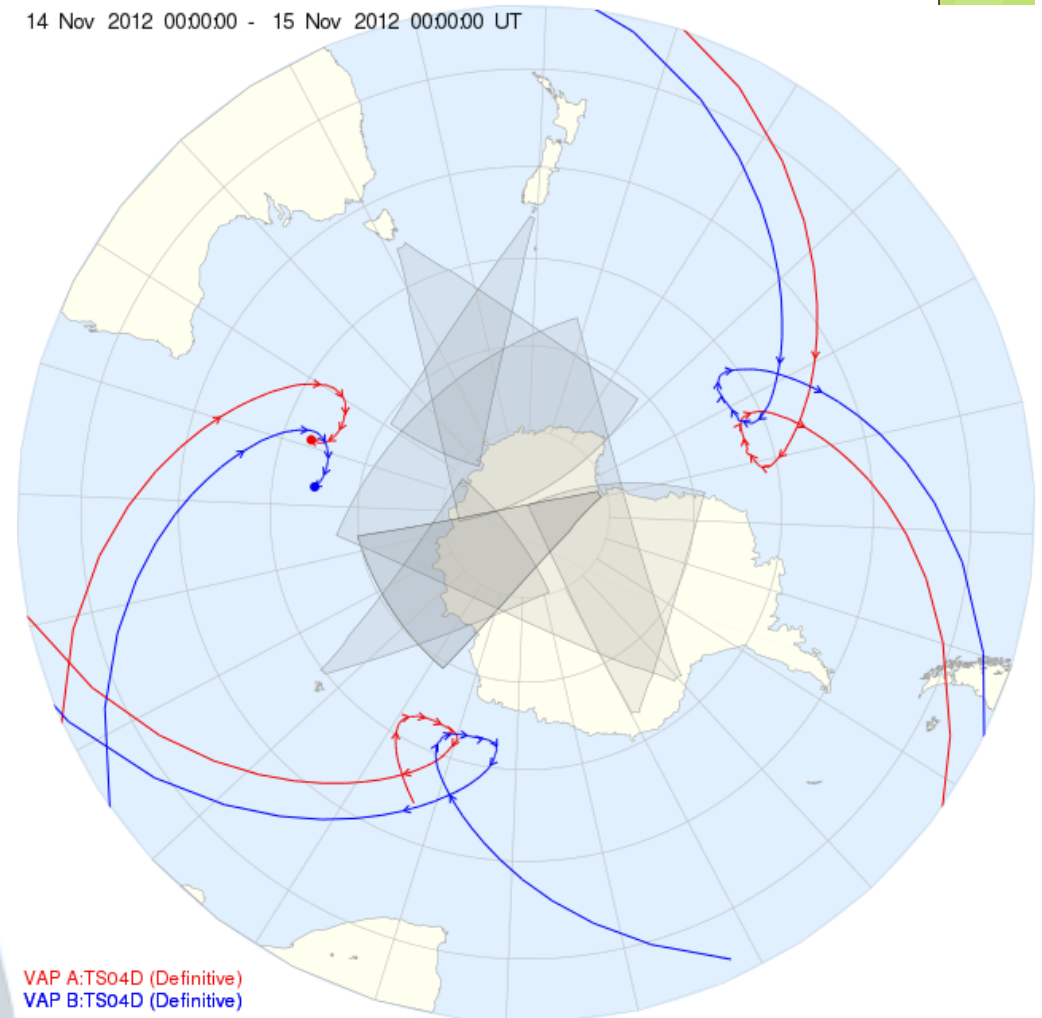 14 Nov 2012 00:00:00 - 15 Nov 2012 00:00:00 UT
VAP A:TS04D (Definitive)
VAP B:TS04D (Definitive)